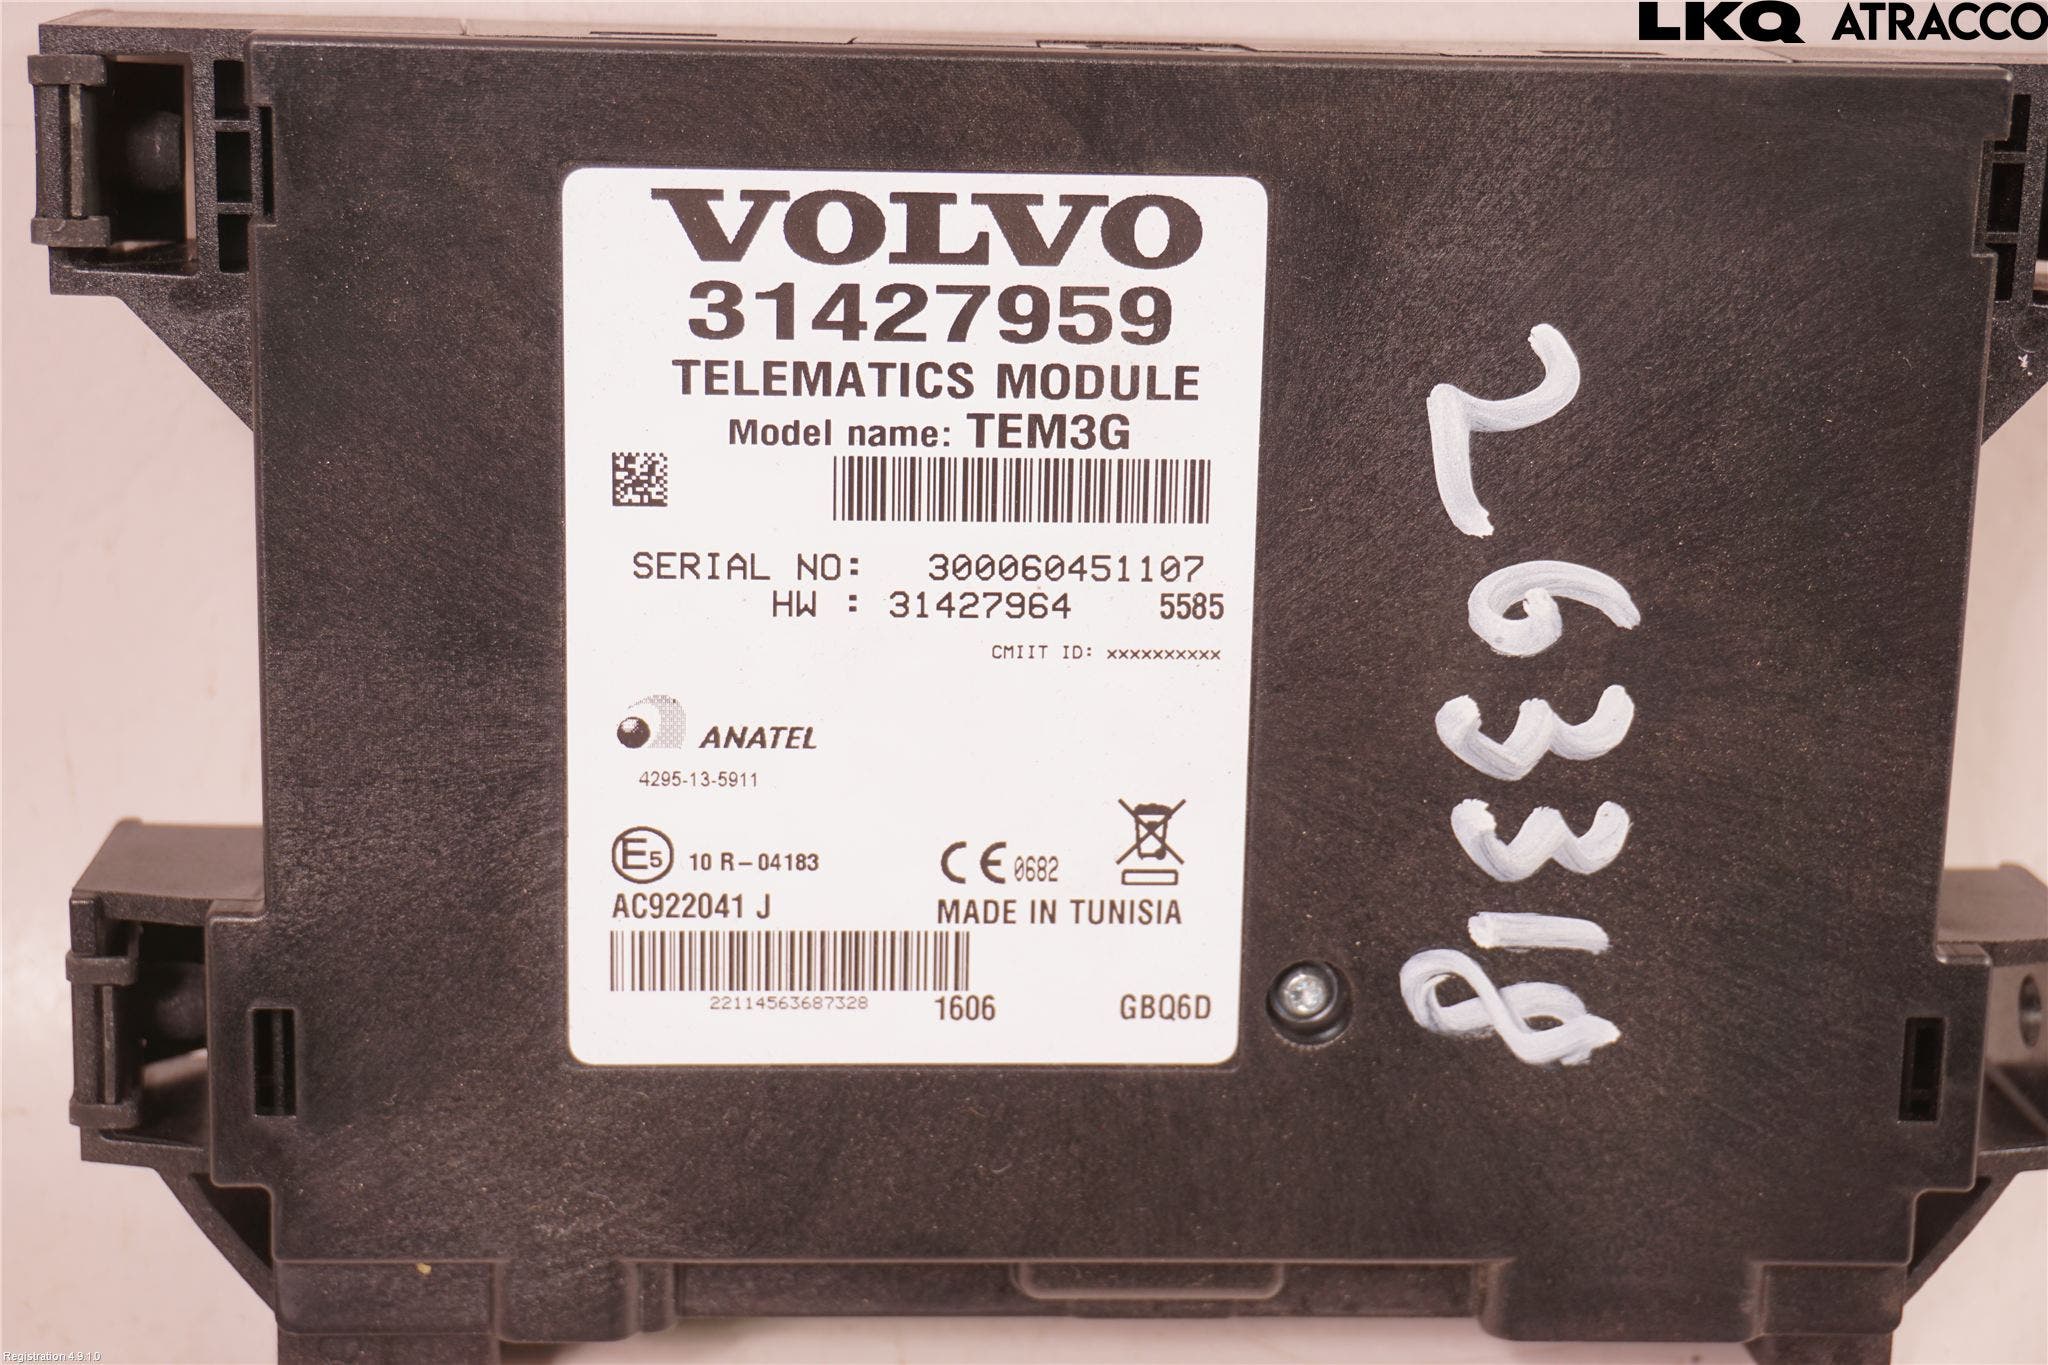 LKQ ATRACCO
VOLVO
31427959
TELEMATICS MODULE
Model name: TEM3G
SERIAL NO: 300060451107
HW : 31427964 5585
CMIIT ID: xxxxxxxxxx
ANATEL
4295-13-5911
E5 10 R-04183
CE 0682
AC922041 J
MADE IN TUNISIA
22114563687328
1606
GBQ6D
263318
Registration 4.9.1.0